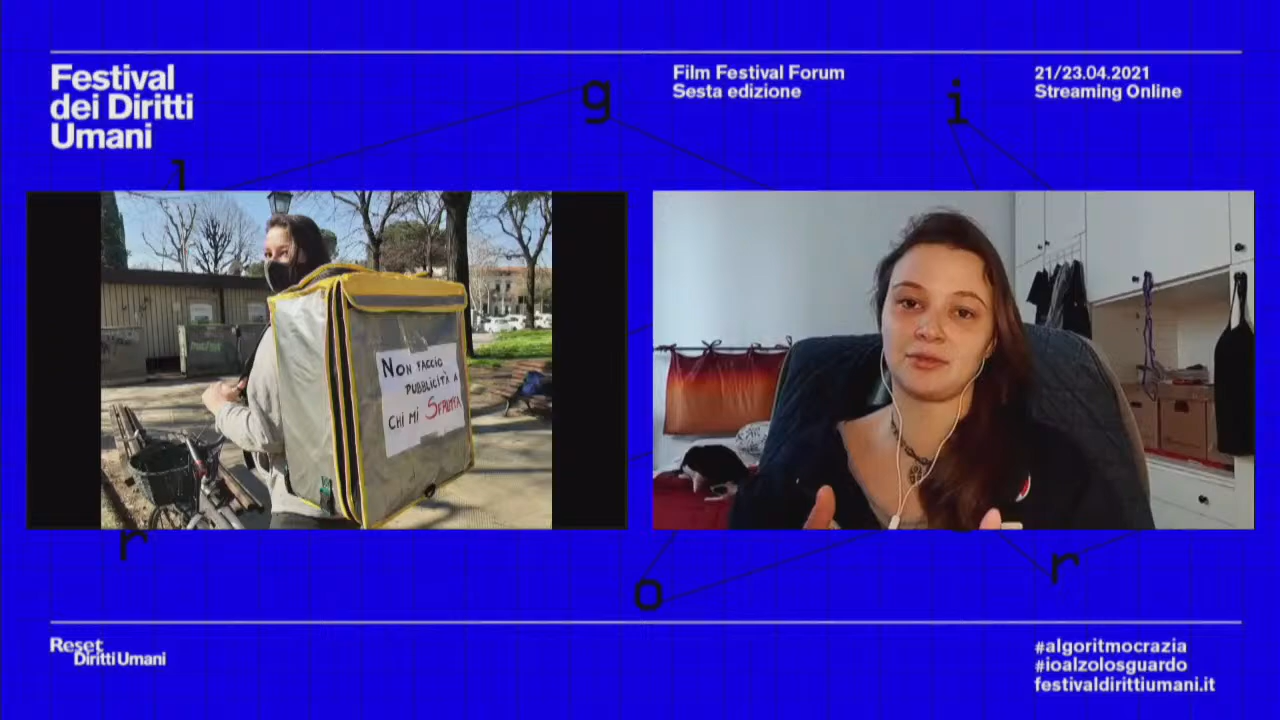 Festival
dei Diritti
Umani
Film Festival Forum
Sesta edizione
21/23.04.2021
Streaming Online
l
g
i
NON FACCIO
PUBBLICITÀ A
CHI MI SFRUTTA
r
o
r
Reset
Diritti Umani
#algoritmocrazia
#ioalzolosguardo
festivaldirittiumani.it